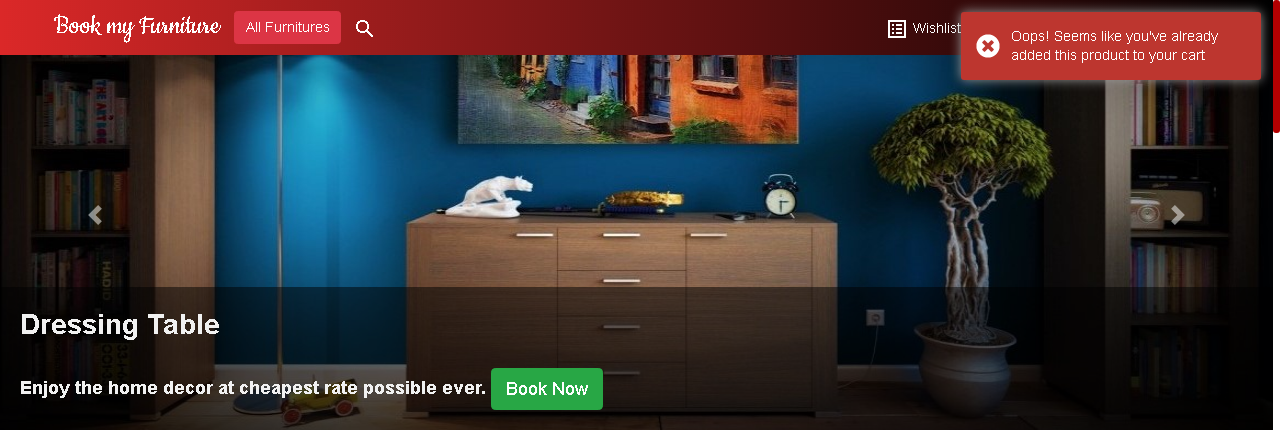 Book my Furniture
All Furnitures
Wishlist
Oops! Seems like you've already
added this product to your cart
Dressing Table
Enjoy the home decor at cheapest rate possible ever.
Book Now